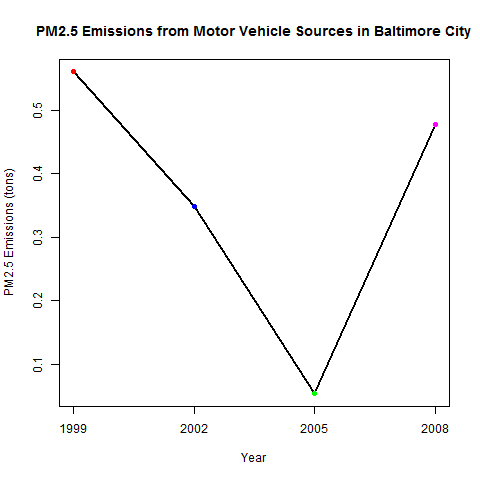 PM2.5 Emissions from Motor Vehicle Sources in Baltimore City
PM2.5 Emissions (tons)
0.5
0.4
0.3
0.2
0.1
1999 2002 2005 2008
Year